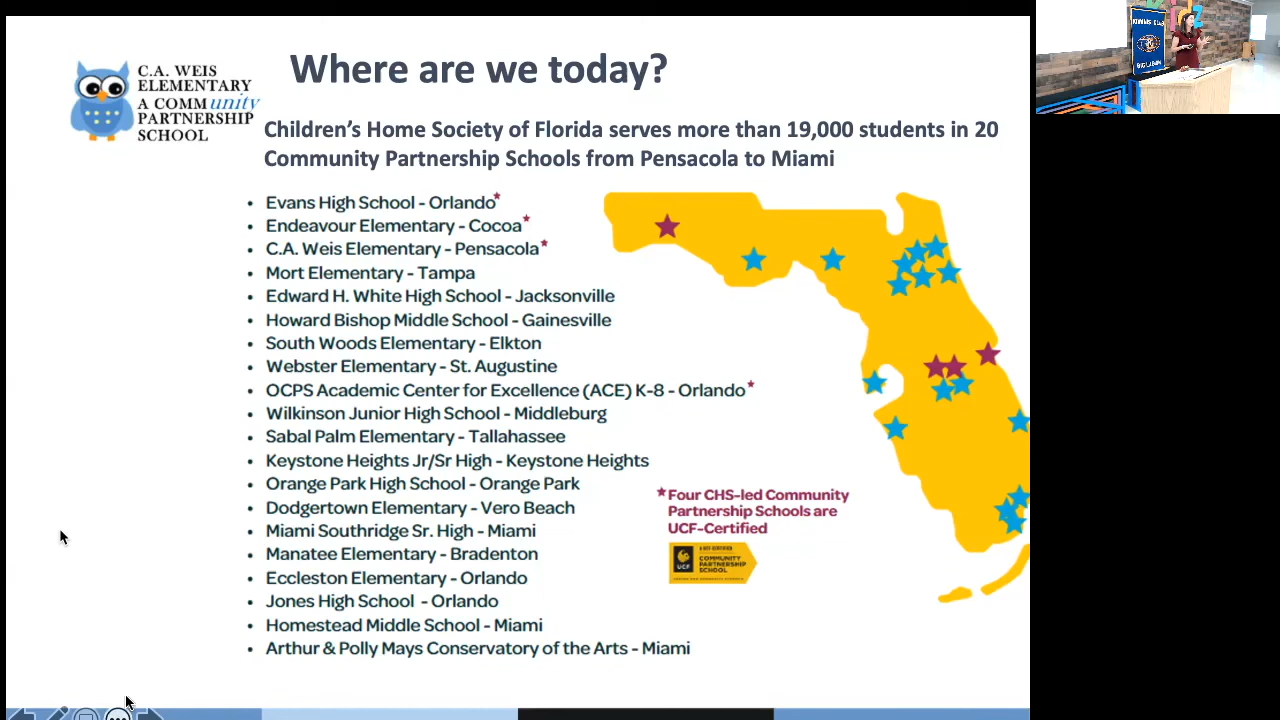 Where are we today?
C.A. WEIS
ELEMENTARY
A COMMunity
PARTNERSHIP
SCHOOL
Children's Home Society of Florida serves more than 19,000 students in 20
Community Partnership Schools from Pensacola to Miami
• Evans High School - Orlando*
• Endeavour Elementary - Cocoa*
• C.A. Weis Elementary - Pensacola*
• Mort Elementary - Tampa
• Edward H. White High School - Jacksonville
• Howard Bishop Middle School - Gainesville
• South Woods Elementary - Elkton
• Webster Elementary - St. Augustine
• OCPS Academic Center for Excellence (ACE) K-8 - Orlando*
• Wilkinson Junior High School - Middleburg
• Sabal Palm Elementary - Tallahassee
• Keystone Heights Jr/Sr High - Keystone Heights
• Orange Park High School - Orange Park
• Dodgertown Elementary - Vero Beach
• Miami Southridge Sr. High - Miami
• Manatee Elementary - Bradenton
• Eccleston Elementary - Orlando
• Jones High School - Orlando
• Homestead Middle School - Miami
• Arthur & Polly Mays Conservatory of the Arts - Miami
*Four CHS-led Community
Partnership Schools are
UCF-Certified
UCF
COMMUNITY
PARTNERSHIP
SCHOOL